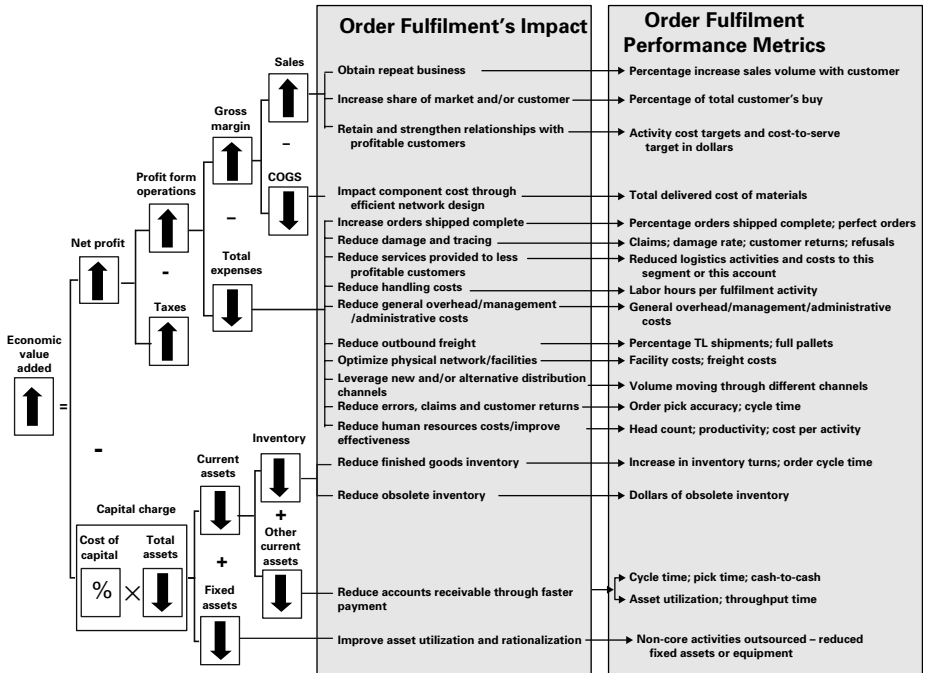 Order Fulfilment's Impact
Order Fulfilment
Performance Metrics
Sales
Obtain repeat business
Percentage increase sales volume with customer
Increase share of market and/or customer
Percentage of total customer's buy
Gross
margin
Retain and strengthen relationships with
profitable customers
Activity cost targets and cost-to-serve
target in dollars
–
COGS
Profit form
operations
Impact component cost through
efficient network design
Total delivered cost of materials
–
Increase orders shipped complete
Percentage orders shipped complete; perfect orders
Net profit
Reduce damage and tracing
Claims; damage rate; customer returns; refusals
Total
expenses
Reduce services provided to less
profitable customers
Reduced logistics activities and costs to this
segment or this account
-
Reduce handling costs
Labor hours per fulfilment activity
Taxes
Reduce general overhead/management
/administrative costs
General overhead/management/administrative
costs
Economic
value added
Reduce outbound freight
Percentage TL shipments; full pallets
Optimize physical network/facilities
Facility costs; freight costs
Leverage new and/or alternative distribution
channels
Volume moving through different channels
=
Reduce errors, claims and customer returns
Order pick accuracy; cycle time
Reduce human resources costs/improve
effectiveness
Head count; productivity; cost per activity
-
Inventory
Current
assets
Reduce finished goods inventory
Increase in inventory turns; order cycle time
Reduce obsolete inventory
Dollars of obsolete inventory
Capital charge
+
Cost of
capital
Total
assets
Other
current
assets
+
% ×
Fixed
assets
Reduce accounts receivable through faster
payment
Cycle time; pick time; cash-to-cash
Asset utilization; throughput time
Improve asset utilization and rationalization
Non-core activities outsourced – reduced
fixed assets or equipment